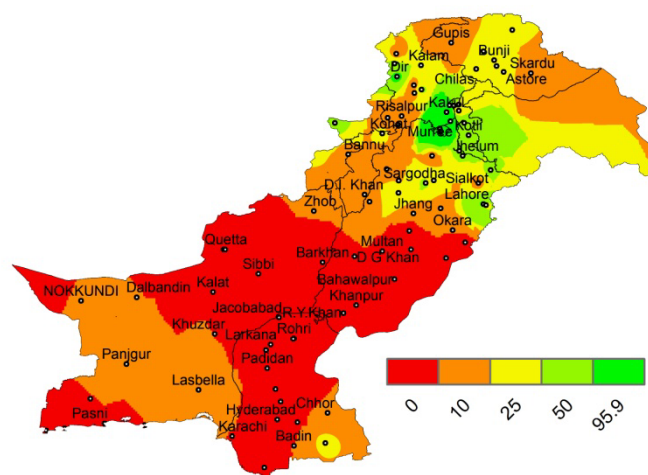 Gupis
Kalam
Bunji
Dir
Skardu
Chilas
Astore
Kakul
Risalpur
Kohat
Murree
Kotli
Jhelum
Bannu
Sargodha
Sialkot
D.I. Khan
Lahore
Zhob
Jhang
Okara
Quetta
Multan
Barkhan
D G Khan
Sibbi
Bahawalpur
Dalbandin
Kalat
NOKKUNDI
Khanpur
Jacobabad
R.Y.Khan
Khuzdar
Larkana
Rohri
Padidan
Panjgur
Lasbella
Pasni
Hyderabad
Chhor
Karachi
Badin
0 10 25 50 95.9